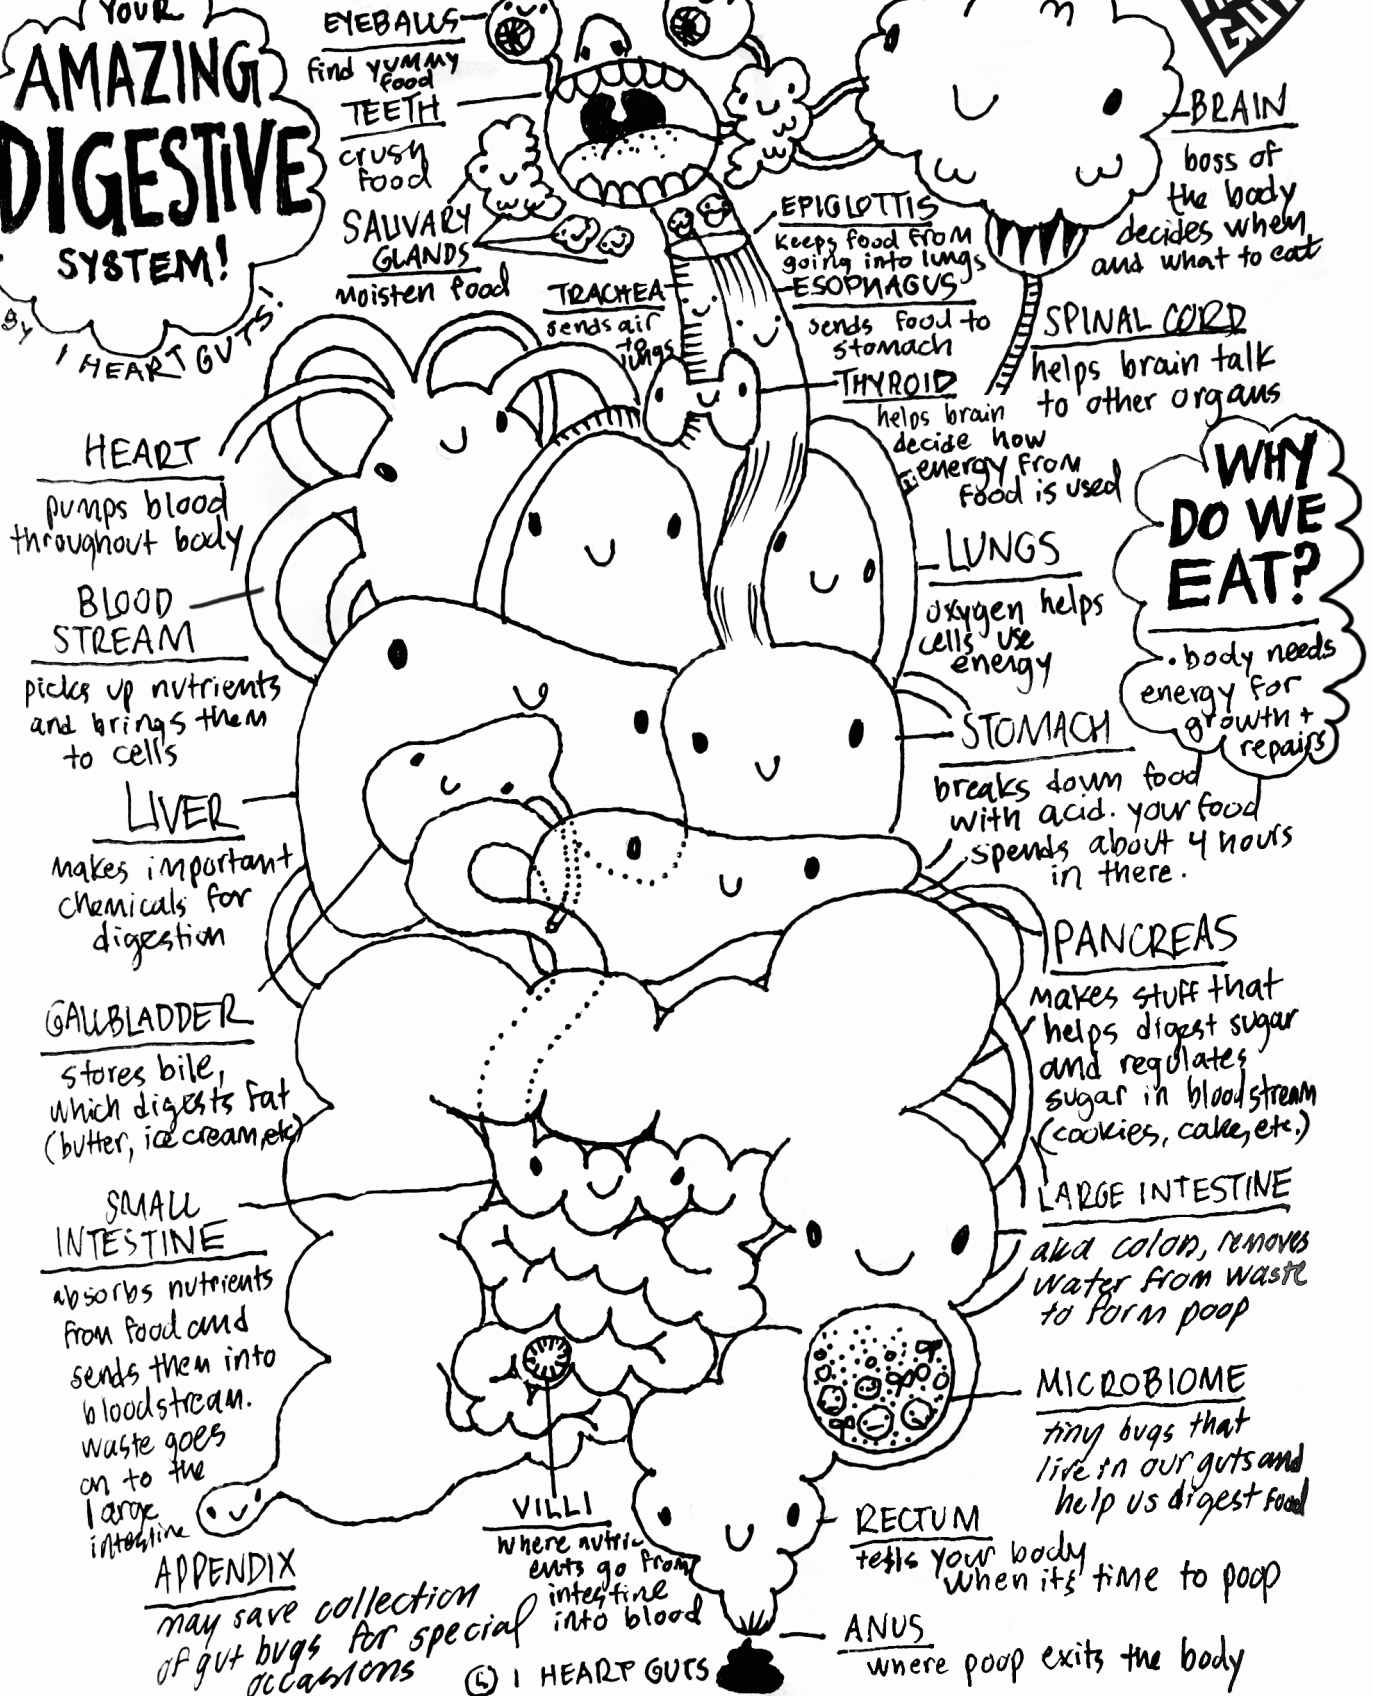 YOUR
AMAZING
DIGESTIVE
SYSTEM!
By I HEART GUTS!
EYEBALLS
find yummy
food
TEETH
crush
food
SALIVARY
GLANDS
moisten food
TRACHEA
sends air
to
lungs
EPIGLOTTIS
keeps food from
going into lungs
ESOPHAGUS
sends food to
stomach
THYROID
helps brain
decide how
energy from
food is used
BRAIN
boss of
the body
decides when
and what to eat
SPINAL CORD
helps brain talk
to other organs
WHY
DO WE
EAT?
• body needs
energy for
growth +
repairs
HEART
pumps blood
throughout body
BLOOD
STREAM
picks up nutrients
and brings them
to cells
LIVER
makes important
chemicals for
digestion
GALLBLADDER
stores bile,
which digests fat
(butter, ice cream, etc)
SMALL
INTESTINE
absorbs nutrients
from food and
sends them into
bloodstream.
waste goes
on to the
large
intestine
APPENDIX
may save collection
of gut bugs for special
occasions
LUNGS
oxygen helps
cells use
energy
STOMACH
breaks down food
with acid. your food
spends about 4 hours
in there.
PANCREAS
makes stuff that
helps digest sugar
and regulates
sugar in bloodstream
(cookies, cake, etc.)
LARGE INTESTINE
aka colon, removes
water from waste
to form poop
MICROBIOME
tiny bugs that
live in our guts and
help us digest food
VILLI
where nutri-
ents go from
intestine
into blood
RECTUM
tells your body
when it's time to poop
ANUS
where poop exits the body
I HEART GUTS